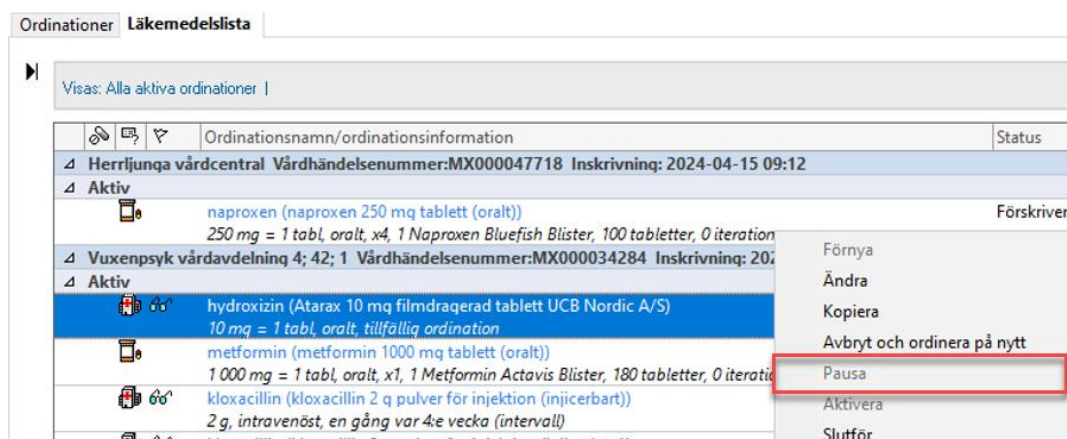 Ordinationer Läkemedelslista
Visas: Alla aktiva ordinationer |
Ordinationsnamn/ordinationsinformation Status
Herrljunga vårdcentral Vårdhändelsenummer:MX000047718 Inskrivning: 2024-04-15 09:12
Aktiv
naproxen (naproxen 250 mg tablett (oralt)) Förskriven
250 mg = 1 tabl, oralt, x4, 1 Naproxen Bluefish Blister, 100 tabletter, 0 iteration
Vuxenpsyk vårdavdelning 4; 42; 1 Vårdhändelsenummer:MX000034284 Inskrivning: 202
Aktiv
hydroxizin (Atarax 10 mg filmdragerad tablett UCB Nordic A/S)
10 mg = 1 tabl, oralt, tillfällig ordination
metformin (metformin 1000 mg tablett (oralt))
1 000 mg = 1 tabl, oralt, x1, 1 Metformin Actavis Blister, 180 tabletter, 0 iteratio
kloxacillin (kloxacillin 2 g pulver för injektion (injicerbart))
2 g, intravenöst, en gång var 4:e vecka (intervall)
Förnya
Ändra
Kopiera
Avbryt och ordinera på nytt
Pausa
Aktivera
Slutför